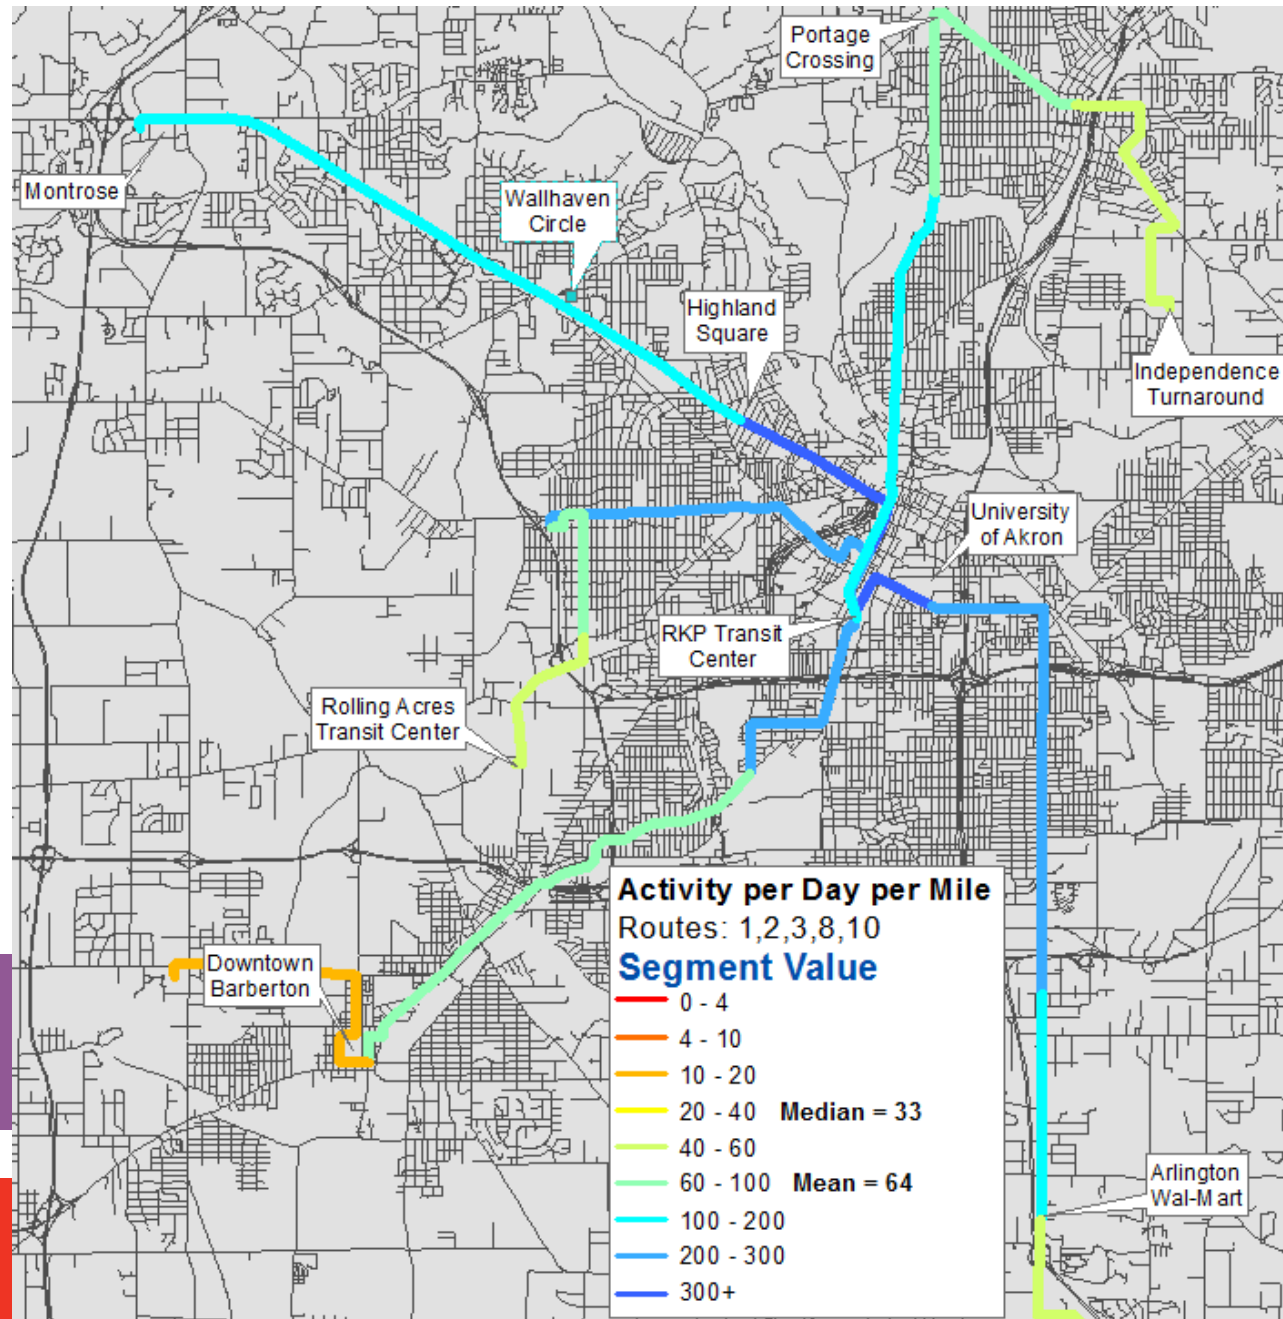 Portage
Crossing
Montrose
Wallhaven
Circle
Highland
Square
Independence
Turnaround
University
of Akron
RKP Transit
Center
Rolling Acres
Transit Center
Downtown
Barberton
Activity per Day per Mile
Routes: 1,2,3,8,10
Segment Value
0 - 4
4 - 10
10 - 20
20 - 40 Median = 33
40 - 60
60 - 100 Mean = 64
100 - 200
200 - 300
300+
Arlington
Wal-Mart